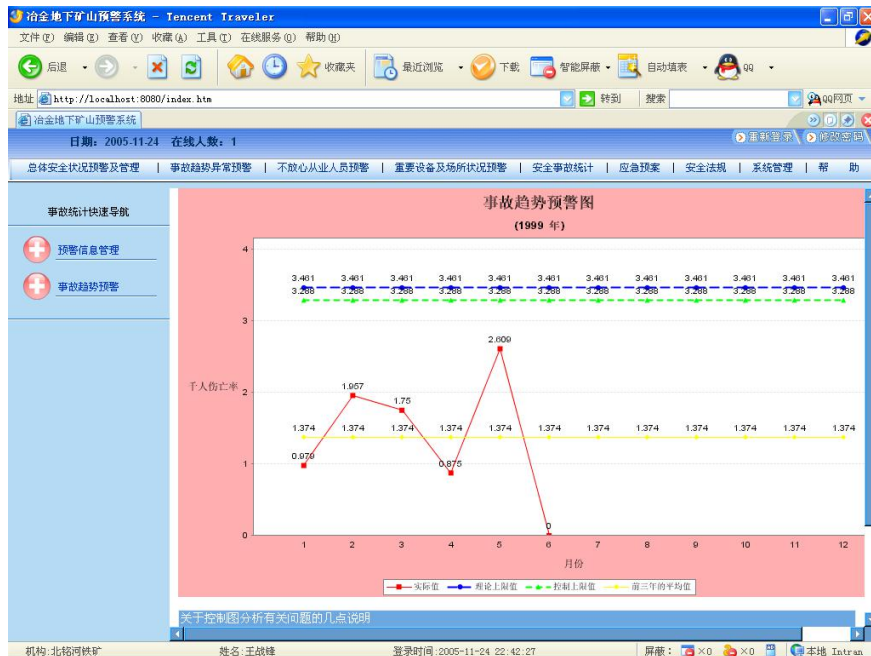 冶金地下矿山预警系统 - Tencent Traveler
文件(F) 编辑(E) 查看(V) 收藏(A) 工具(T) 在线服务(Q) 帮助(H)
后退 收藏夹 最近浏览 下载 智能屏蔽 自动填表 QQ
地址 http://localhost:8080/index.htm 转到 搜索 QQ网页
冶金地下矿山预警系统
日期: 2005-11-24 在线人数: 1 重新登录 修改密码
总体安全状况预警及管理 | 事故趋势异常预警 | 不放心从业人员预警 | 重要设备及场所状况预警 | 安全事故统计 | 应急预案 | 安全法规 | 系统管理 | 帮 助
事故统计快速导航
预警信息管理
事故趋势预警
事故趋势预警图
(1999 年)
4
3.461 3.461 3.461 3.461 3.461 3.461 3.461 3.461 3.461 3.461 3.461 3.461
3.288 3.288 3.288 3.288 3.288 3.288 3.288 3.288 3.288 3.288 3.288 3.288
3
2.609
千人伤亡率 2
1.957
1.75
1.374 1.374 1.374 1.374 1.374 1.374 1.374 1.374 1.374 1.374 1.374 1.374
0.979
1
0.875
0
0
1 2 3 4 5 6 7 8 9 10 11 12
月份
实际值 理论上限值 控制上限值 前三年的平均值
关于控制图分析有关问题的几点说明
机构:北铭河铁矿 姓名:王战锋 登录时间:2005-11-24 22:42:27 屏蔽: ×0 ×0 本地 Intran